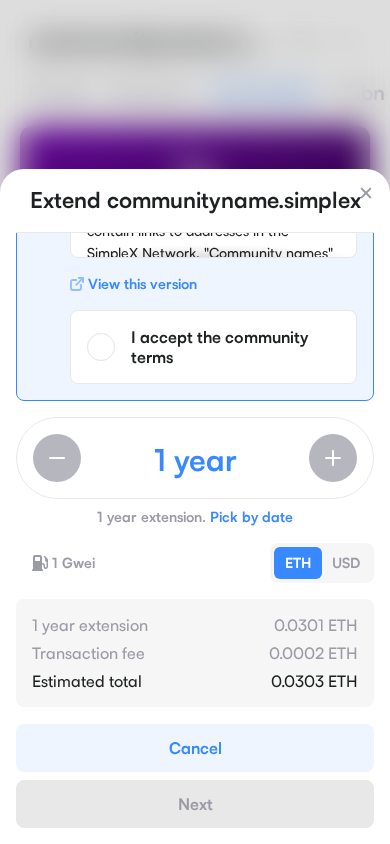 Extend communityname.simplex
SimpleX Network. "Community names"
View this version
I accept the community
terms
1 year
1 year extension. Pick by date
1 Gwei
ETH
USD
1 year extension
0.0301 ETH
Transaction fee
0.0002 ETH
Estimated total
0.0303 ETH
Cancel
Next